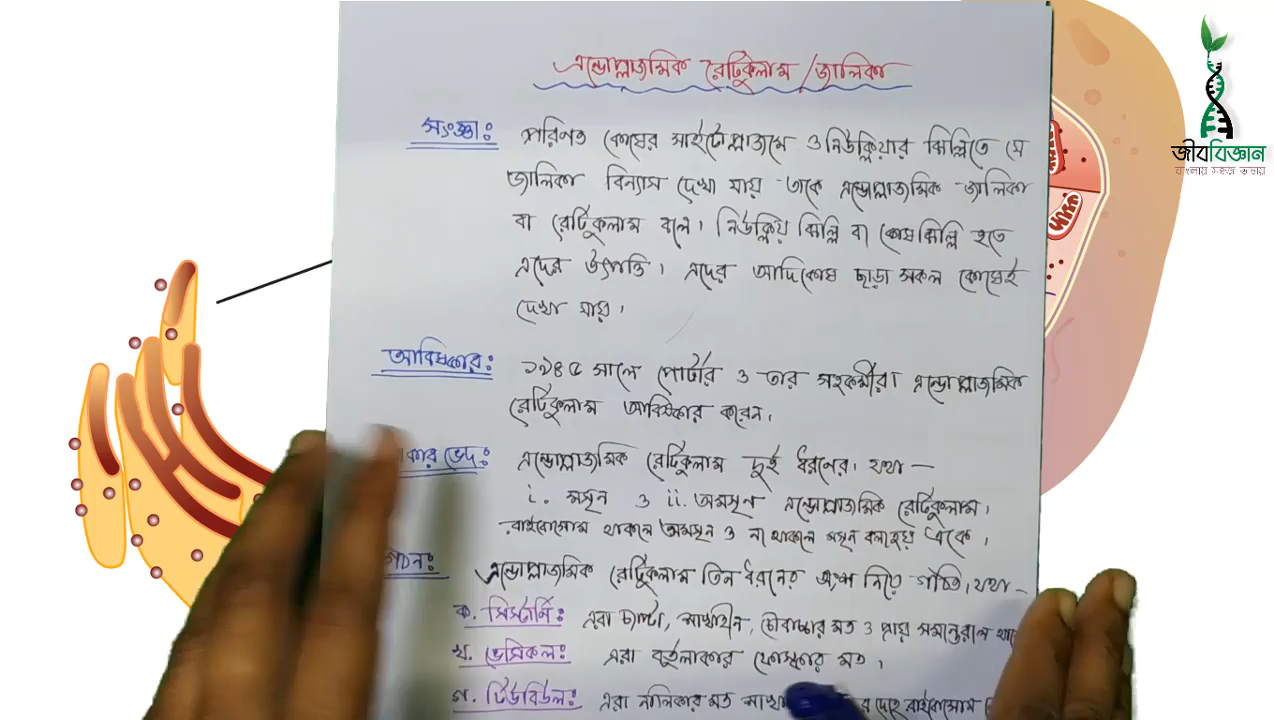 এন্ডোপ্লাজমিক রেটিকুলাম / জালিকা
সংজ্ঞাঃ পরিণত কোষের সাইটোপ্লাজমে ও নিউক্লিয়ার ঝিল্লিতে যে
জালিকা বিন্যাস দেখা যায় তাকে এন্ডোপ্লাজমিক জালিকা
বা রেটিকুলাম বলে। নিউক্লিয় ঝিল্লি বা কোষঝিল্লি হতে
এদের উৎপত্তি। এদের আদিকোষ ছাড়া সকল কোষেই
দেখা যায়।
আবিষ্কারঃ ১৯৪৫ সালে পোর্টার ও তার সহকর্মীরা এন্ডোপ্লাজমিক
রেটিকুলাম আবিষ্কার করেন।
কার ভেদঃ এন্ডোপ্লাজমিক রেটিকুলাম দুই ধরনের। যথা —
i. মসৃন ও ii. অমসৃণ এন্ডোপ্লাজমিক রেটিকুলাম।
রাইবোসোম থাকলে অমসৃন ও না থাকলে মসৃন বলা হয় একে।
গঠনঃ এন্ডোপ্লাজমিক রেটিকুলাম তিন ধরনের অংশ নিয়ে গঠিত। যথা —
ক. সিস্টার্নিঃ এরা চ্যাপ্টা, শাখাহীন, চৌবাচ্চার মত ও প্রায় সমান্তরাল
খ. ভেসিকলঃ এরা বর্তুলাকার ফোস্কার মত।
গ. টিউবিউলঃ এরা নালিকার মত শাখা দেহে রাইবোসোম
জীববিজ্ঞান